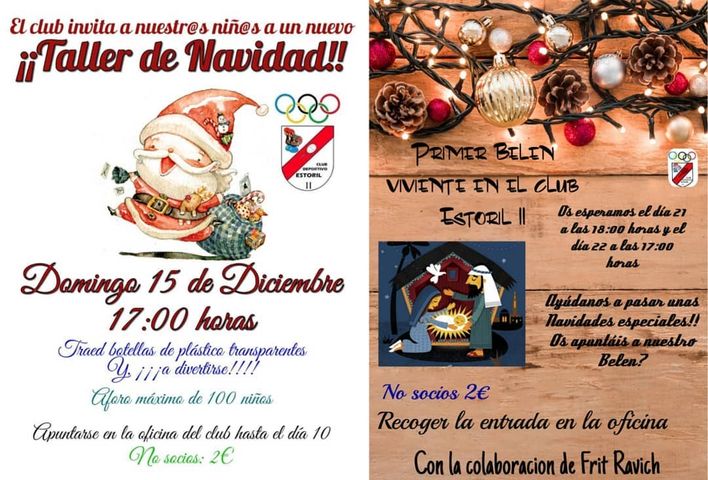 El club invita a nuestr@s niñ@s a un nuevo
¡¡Taller de Navidad!!
CLUB
DEPORTIVO
ESTORIL
II
Domingo 15 de Diciembre
17:00 horas
Traed botellas de plástico transparentes
Y, ¡¡¡a divertirse!!!!
Aforo máximo de 100 niños
Apuntarse en la oficina del club hasta el día 10
No socios: 2€
Primer Belen
viviente en el club
Estoril II
Os esperamos el día 21
a las 18:00 horas y el
día 22 a las 17:00
horas
Ayúdanos a pasar unas
Navidades especiales!!
Os apuntáis a nuestro
Belen?
No socios 2€
Recoger la entrada en la oficina
Con la colaboracion de Frit Ravich